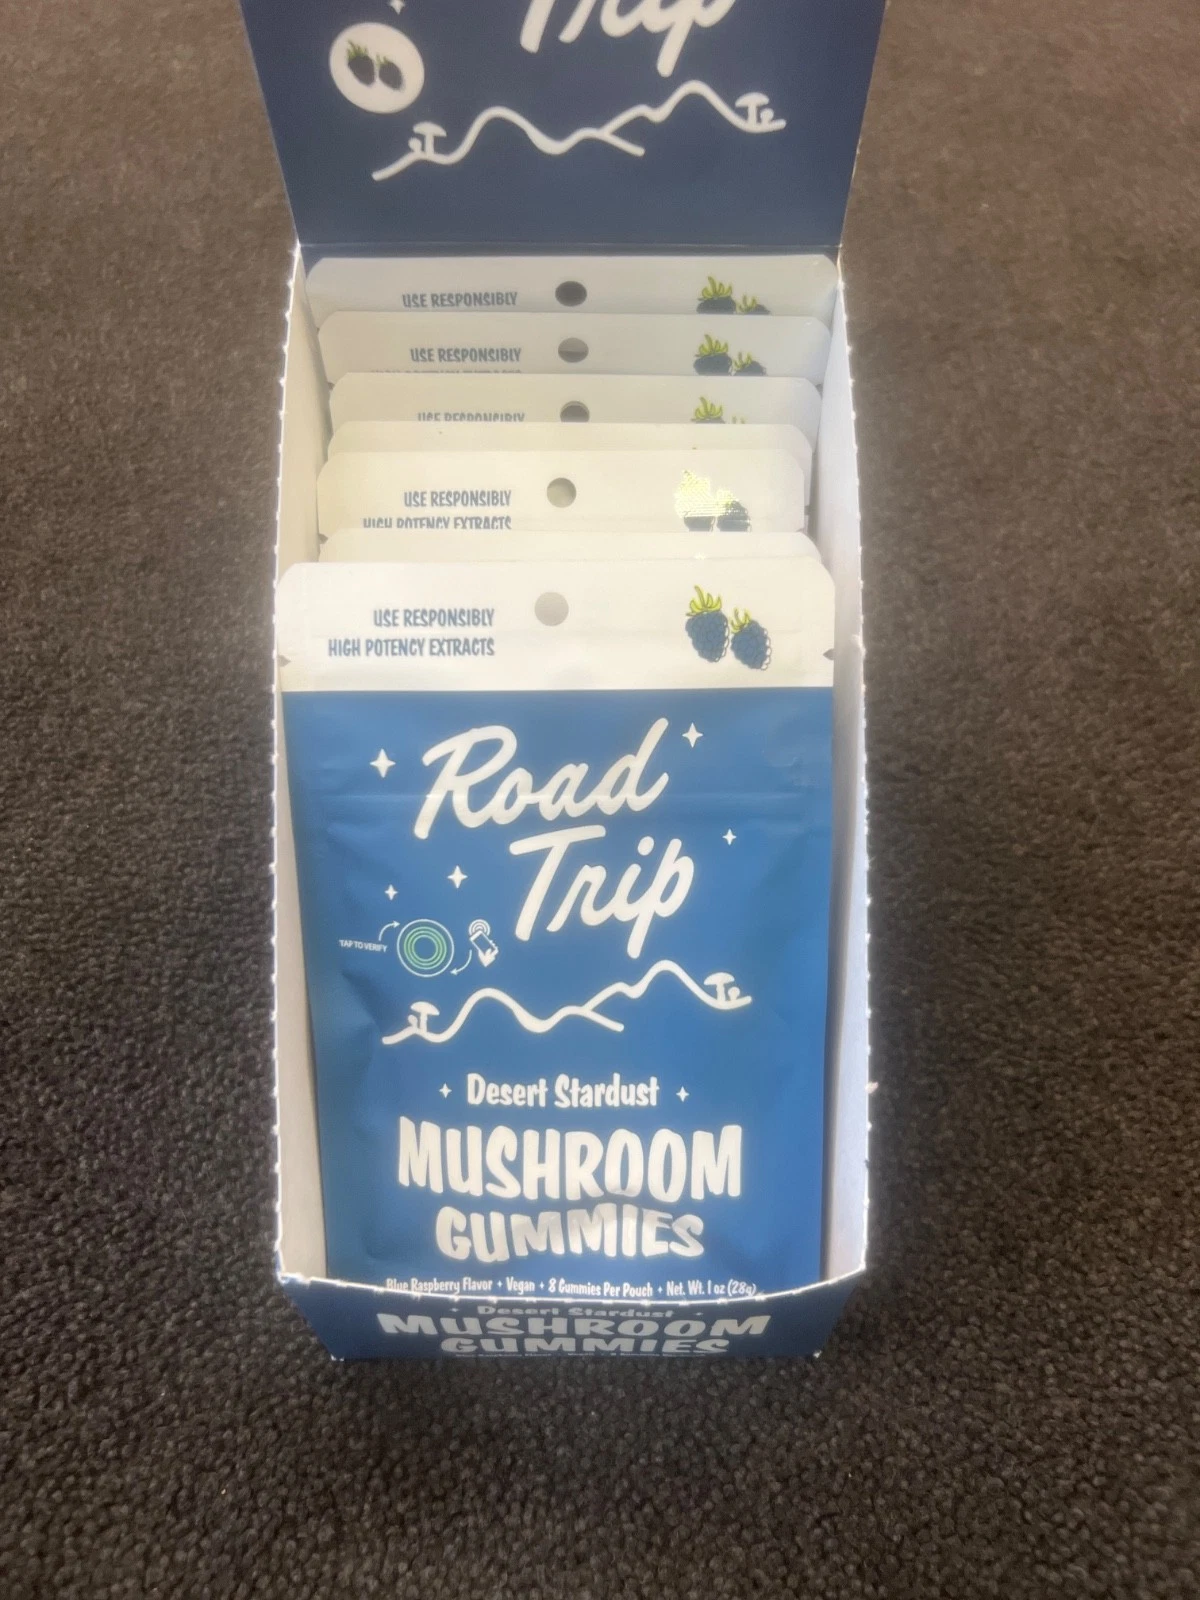 Trip
USE RESPONSIBLY
USE RESPONSIBLY
USE RESPONSIBLY
USE RESPONSIBLY
HIGH POTENCY EXTRACTS
USE RESPONSIBLY
HIGH POTENCY EXTRACTS
Road
Trip
TAP TO VERIFY
Desert Stardust
MUSHROOM
GUMMIES
Blue Raspberry Flavor + Vegan + 8 Gummies Per Pouch + Net. Wt. 1 oz (28g)
Desert Stardust
MUSHROOM
GUMMIES